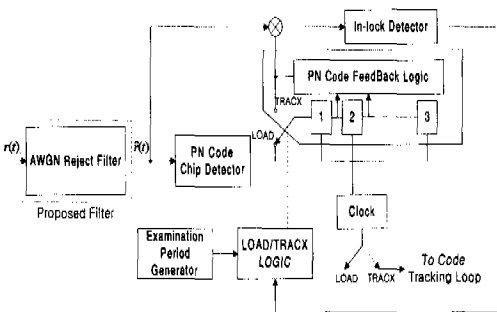 In-lock Detector
PN Code FeedBack Logic
TRACX
1
2
3
LOAD
r(t)
AWGN Reject Filter
r̂(t)
PN Code
Chip Detector
Proposed Filter
Clock
Examination
Period
Generator
LOAD/TRACX
LOGIC
LOAD
TRACX
To Code
Tracking Loop